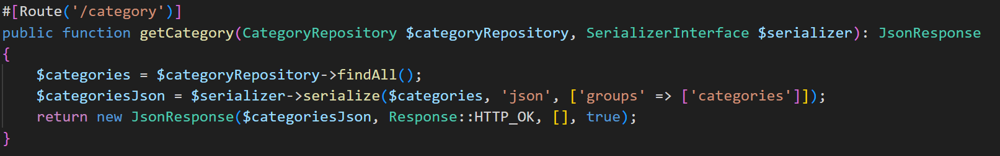 #[Route('/category')]
public function getCategory(CategoryRepository $categoryRepository, SerializerInterface $serializer): JsonResponse
{
    $categories = $categoryRepository->findAll();
    $categoriesJson = $serializer->serialize($categories, 'json', ['groups' => ['categories']]);
    return new JsonResponse($categoriesJson, Response::HTTP_OK, [], true);
}